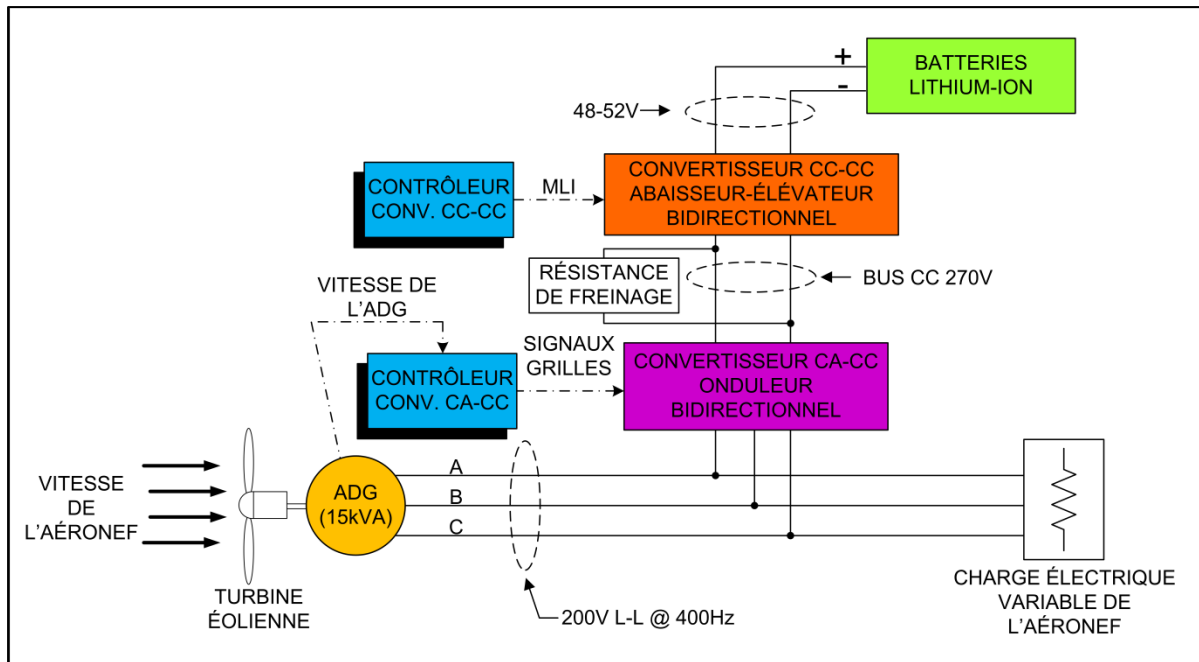 +
-
BATTERIES
LITHIUM-ION
48-52V
CONTRÔLEUR
CONV. CC-CC
MLI
CONVERTISSEUR CC-CC
ABAISSEUR-ÉLÉVATEUR
BIDIRECTIONNEL
RÉSISTANCE
DE FREINAGE
BUS CC 270V
VITESSE DE
L'ADG
CONTRÔLEUR
CONV. CA-CC
SIGNAUX
GRILLES
CONVERTISSEUR CA-CC
ONDULEUR
BIDIRECTIONNEL
VITESSE
DE
L'AÉRONEF
TURBINE
ÉOLIENNE
ADG
(15kVA)
A
B
C
200V L-L @ 400Hz
CHARGE ÉLECTRIQUE
VARIABLE DE
L'AÉRONEF